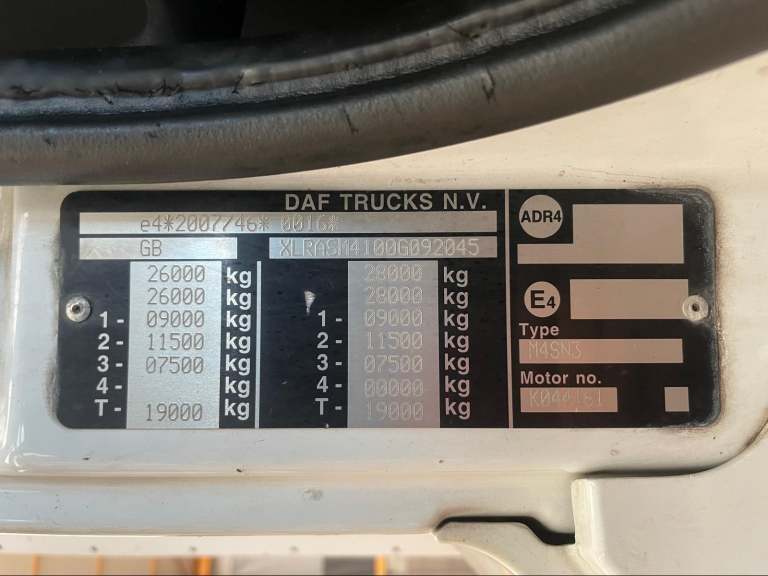 DAF TRUCKS N.V.
e4*2007/46* 0016*
GB XLRASM4100G092045
26000 kg 28000 kg
26000 kg 28000 kg
1- 09000 kg 1- 09000 kg
2- 11500 kg 2- 11500 kg
3- 07500 kg 3- 07500 kg
4- kg 4- 00000 kg
T- 19000 kg T- 19000 kg
ADR4
E4
Type
M4SN3
Motor no.